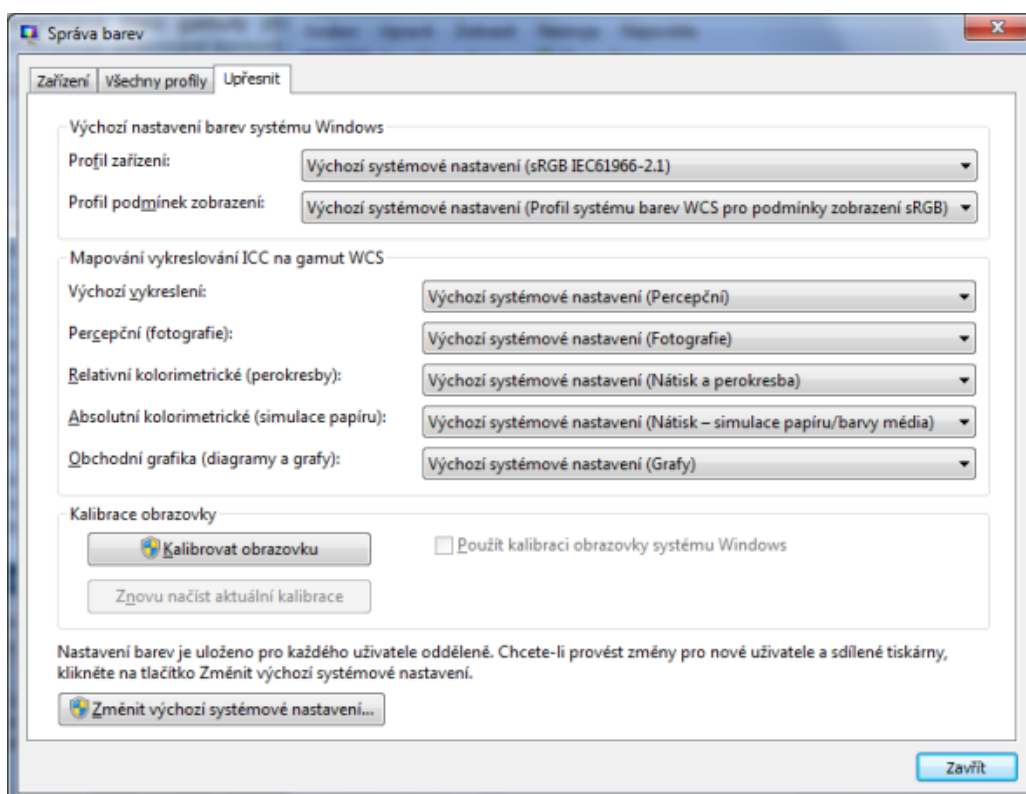 Správa barev
Zařízení
Všechny profily
Upřesnit
Výchozí nastavení barev systému Windows
Profil zařízení:
Výchozí systémové nastavení (sRGB IEC61966-2.1)
Profil podmínek zobrazení:
Výchozí systémové nastavení (Profil systému barev WCS pro podmínky zobrazení sRGB)
Mapování vykreslování ICC na gamut WCS
Výchozí vykreslení:
Výchozí systémové nastavení (Percepční)
Percepční (fotografie):
Výchozí systémové nastavení (Fotografie)
Relativní kolorimetrické (perokresby):
Výchozí systémové nastavení (Nátisk a perokresba)
Absolutní kolorimetrické (simulace papíru):
Výchozí systémové nastavení (Nátisk – simulace papíru/barvy média)
Obchodní grafika (diagramy a grafy):
Výchozí systémové nastavení (Grafy)
Kalibrace obrazovky
Kalibrovat obrazovku
Použít kalibraci obrazovky systému Windows
Znovu načíst aktuální kalibrace
Nastavení barev je uloženo pro každého uživatele odděleně. Chcete-li provést změny pro nové uživatele a sdílené tiskárny,
klikněte na tlačítko Změnit výchozí systémové nastavení.
Změnit výchozí systémové nastavení...
Zavřít